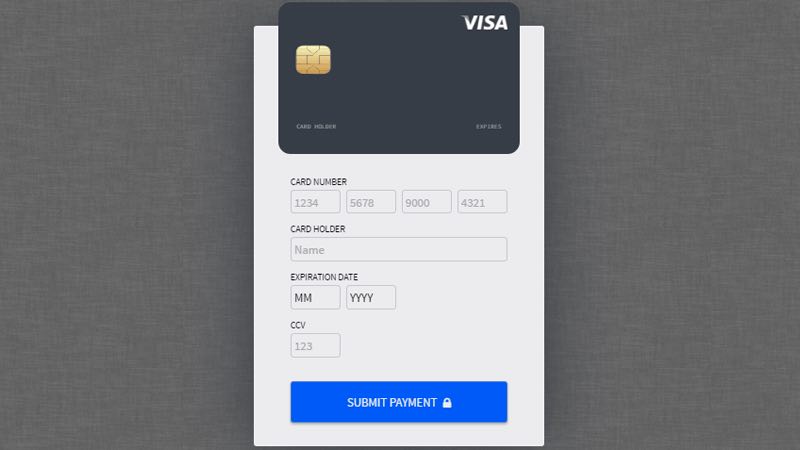 VISA
CARD HOLDER EXPIRES
CARD NUMBER
1234 5678 9000 4321
CARD HOLDER
Name
EXPIRATION DATE
MM YYYY
CCV
123
SUBMIT PAYMENT